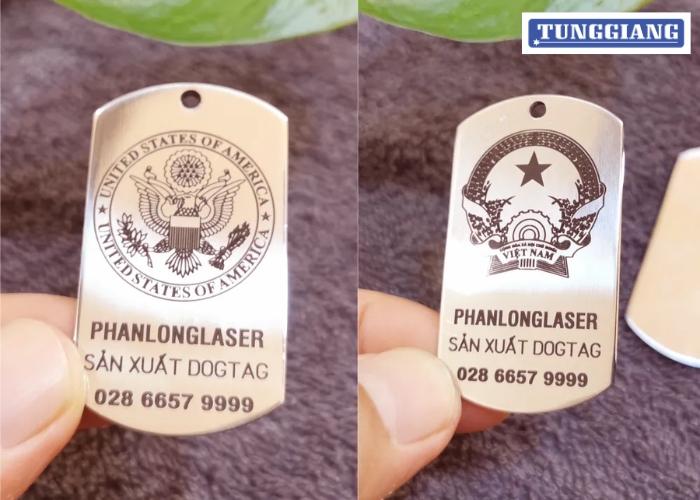 TUNGGIANG
UNITED STATES OF AMERICA
UNITED STATES OF AMERICA
PHANLONGLASER
SẢN XUẤT DOGTAG
028 6657 9999
VIỆT NAM
PHANLONGLASER
SẢN XUẤT DOGTAG
028 6657 9999